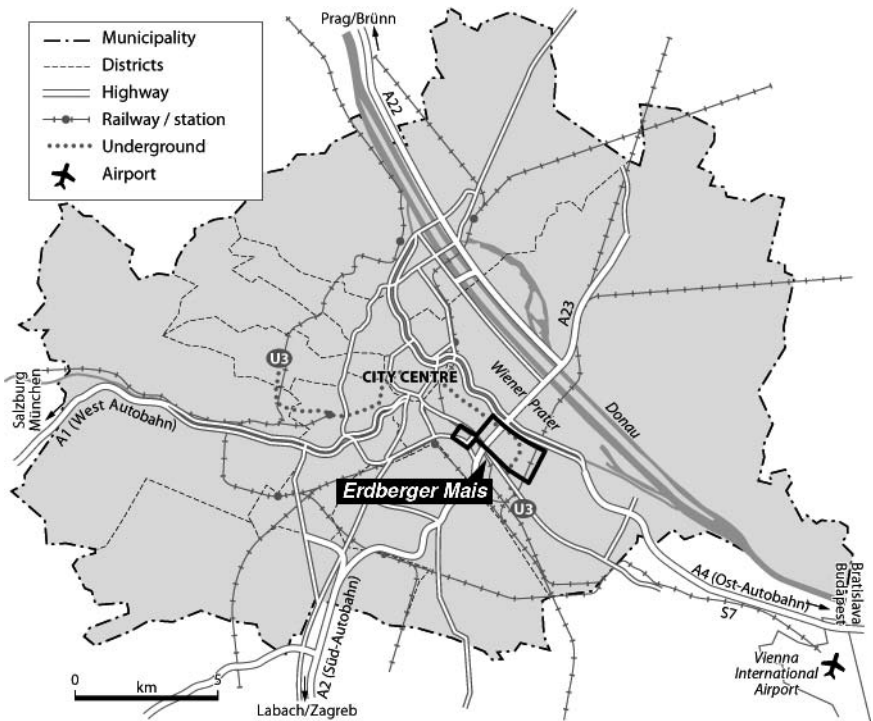 Prag/Brünn
Municipality
Districts
Highway
Railway / station
Underground
Airport
A22
A23
U3
CITY CENTRE
Wiener Prater
Donau
Salzburg
München
A1 (West Autobahn)
Erdberger Mais
U3
A4 (Ost-Autobahn)
S7
Bratislava
Budapest
A2 (Süd-Autobahn)
Vienna
International
Airport
0
km
5
Labach/Zagreb